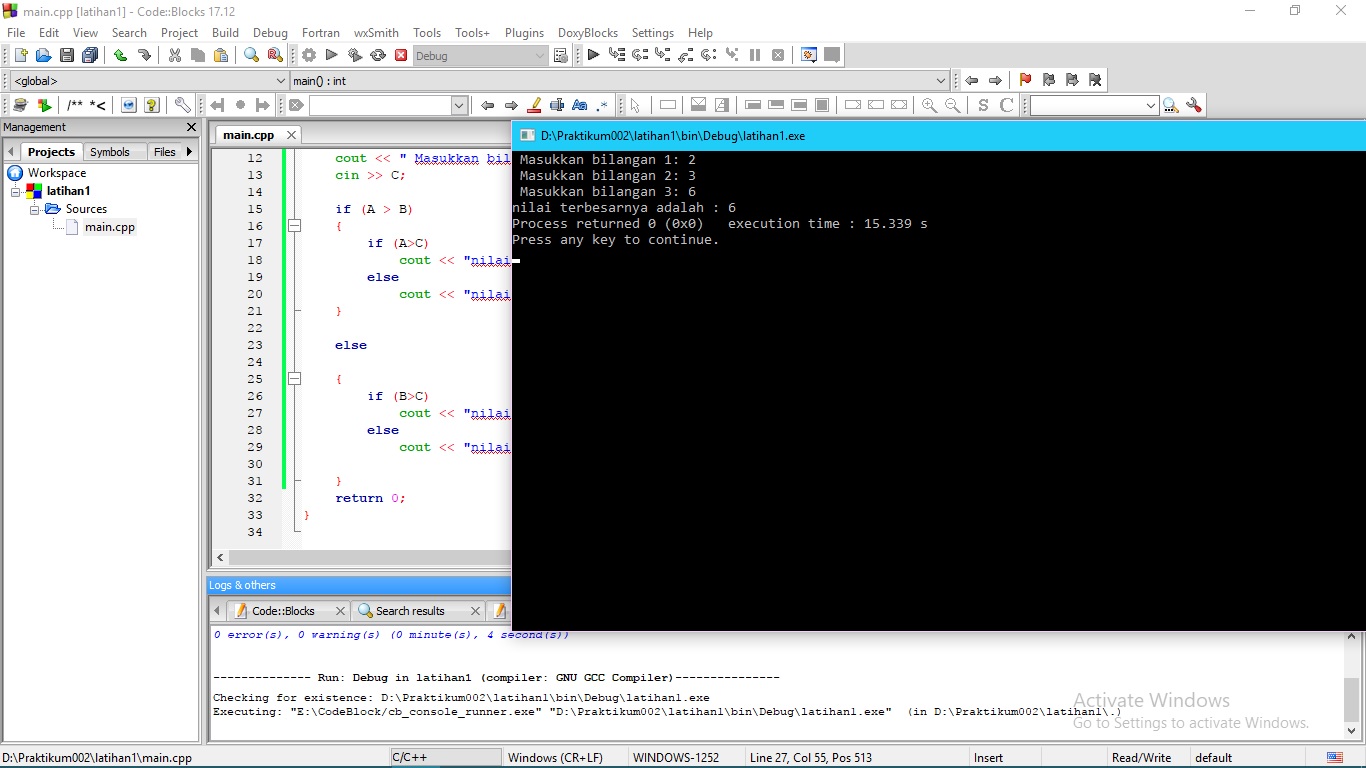 main.cpp [latihan1] - Code::Blocks 17.12
File Edit View Search Project Build Debug Fortran wxSmith Tools Tools+ Plugins DoxyBlocks Settings Help
Debug
<global> main() : int
/** *<
Management
Projects Symbols Files
Workspace
latihan1
Sources
main.cpp
main.cpp
12 cout << " Masukkan bil
13 cin >> C;
14
15 if (A > B)
16 {
17 if (A>C)
18 cout << "nilai
19 else
20 cout << "nilai
21 }
22
23 else
24
25 {
26 if (B>C)
27 cout << "nilai
28 else
29 cout << "nilai
30
31 }
32 return 0;
33 }
34
D:\Praktikum002\latihan1\bin\Debug\latihan1.exe
Masukkan bilangan 1: 2
Masukkan bilangan 2: 3
Masukkan bilangan 3: 6
nilai terbesarnya adalah : 6
Process returned 0 (0x0) execution time : 15.339 s
Press any key to continue.
Logs & others
Code::Blocks Search results
0 error(s), 0 warning(s) (0 minute(s), 4 second(s))
-------------- Run: Debug in latihan1 (compiler: GNU GCC Compiler)---------------
Checking for existence: D:\Praktikum002\latihan1\bin\Debug\latihan1.exe
Executing: "E:\CodeBlock/cb_console_runner.exe" "D:\Praktikum002\latihan1\bin\Debug\latihan1.exe" (in D:\Praktikum002\latihan1\.)
Activate Windows
Go to Settings to activate Windows.
D:\Praktikum002\latihan1\main.cpp C/C++ Windows (CR+LF) WINDOWS-1252 Line 27, Col 55, Pos 513 Insert Read/Write default